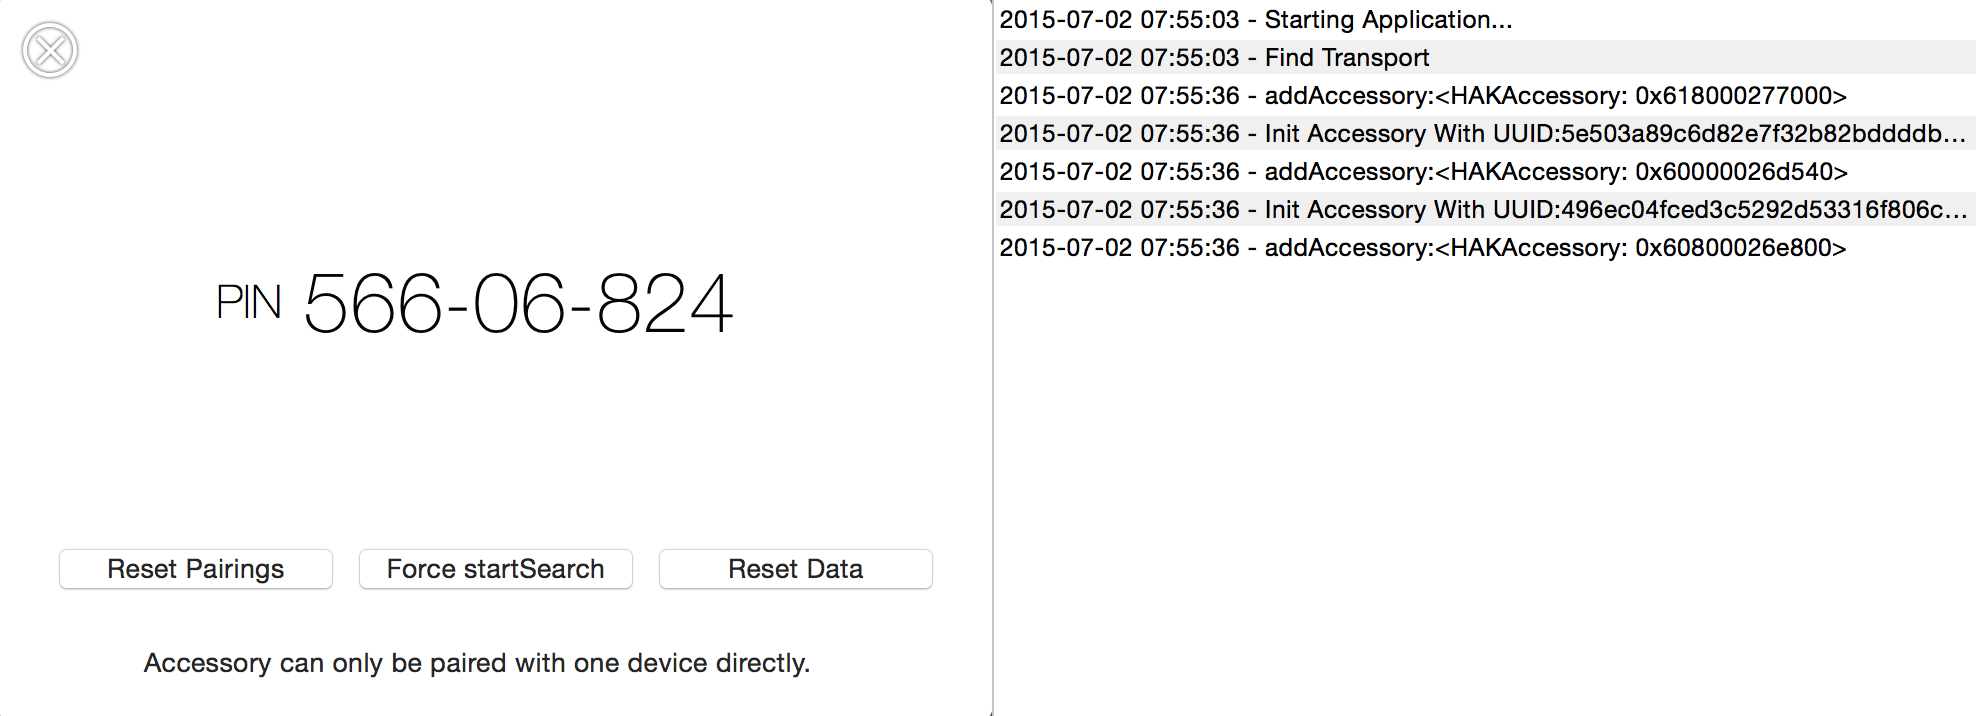 PIN 566-06-824
Reset Pairings
Force startSearch
Reset Data
Accessory can only be paired with one device directly.
2015-07-02 07:55:03 - Starting Application...
2015-07-02 07:55:03 - Find Transport
2015-07-02 07:55:36 - addAccessory:<HAKAccessory: 0x618000277000>
2015-07-02 07:55:36 - Init Accessory With UUID:5e503a89c6d82e7f32b82bddddb...
2015-07-02 07:55:36 - addAccessory:<HAKAccessory: 0x60000026d540>
2015-07-02 07:55:36 - Init Accessory With UUID:496ec04fced3c5292d53316f806c...
2015-07-02 07:55:36 - addAccessory:<HAKAccessory: 0x60800026e800>